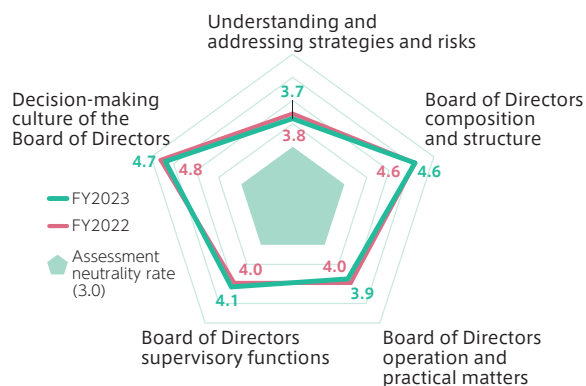 Understanding and
addressing strategies and risks
3.7
3.8
Decision-making
culture of the
Board of Directors
4.7
4.8
Board of Directors
composition
and structure
4.6
4.6
FY2023
FY2022
Assessment
neutrality rate
(3.0)
4.0
4.1
4.0
3.9
Board of Directors
supervisory functions
Board of Directors
operation and
practical matters